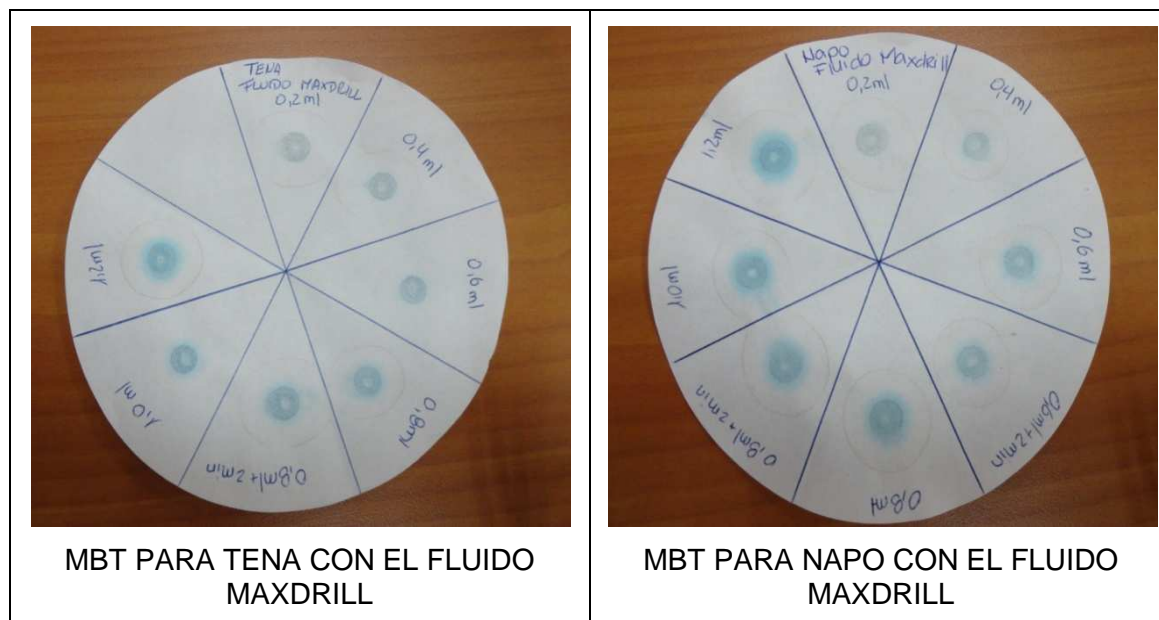 TENA
FLUIDO MAXDRILL
0,2ml
0,4ml
0,6ml
0,8ml
0,8ml+2min
1,0ml
1,2ml
MBT PARA TENA CON EL FLUIDO
MAXDRILL
Napo
Fluido Maxdrill
0,2ml
0,4ml
0,6ml
0,6ml+2min
0,8ml
0,8ml+2min
1,0ml
1,2ml
MBT PARA NAPO CON EL FLUIDO
MAXDRILL